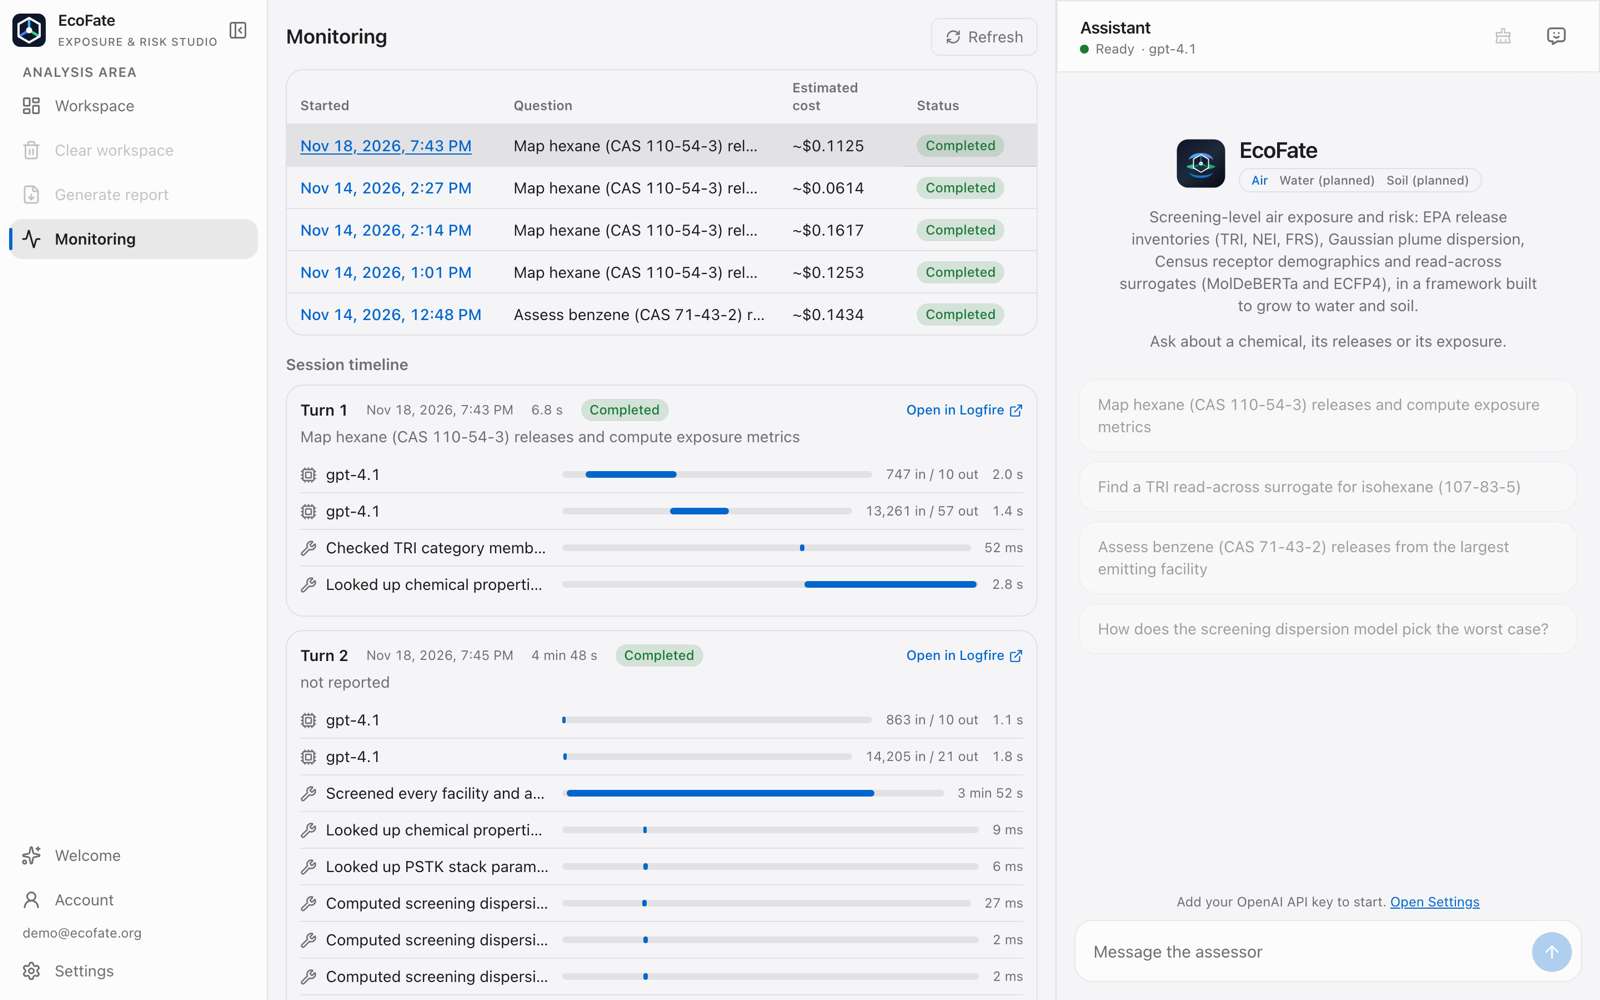 EcoFate
EXPOSURE & RISK STUDIO
ANALYSIS AREA
Workspace
Clear workspace
Generate report
Monitoring
Welcome
Account
demo@ecofate.org
Settings
Monitoring
Refresh
Started Question Estimated cost Status
Nov 18, 2026, 7:43 PM Map hexane (CAS 110-54-3) rel... ~$0.1125 Completed
Nov 14, 2026, 2:27 PM Map hexane (CAS 110-54-3) rel... ~$0.0614 Completed
Nov 14, 2026, 2:14 PM Map hexane (CAS 110-54-3) rel... ~$0.1617 Completed
Nov 14, 2026, 1:01 PM Map hexane (CAS 110-54-3) rel... ~$0.1253 Completed
Nov 14, 2026, 12:48 PM Assess benzene (CAS 71-43-2) r... ~$0.1434 Completed
Session timeline
Turn 1 Nov 18, 2026, 7:43 PM 6.8 s Completed Open in Logfire
Map hexane (CAS 110-54-3) releases and compute exposure metrics
gpt-4.1 747 in / 10 out 2.0 s
gpt-4.1 13,261 in / 57 out 1.4 s
Checked TRI category memb... 52 ms
Looked up chemical properti... 2.8 s
Turn 2 Nov 18, 2026, 7:45 PM 4 min 48 s Completed Open in Logfire
not reported
gpt-4.1 863 in / 10 out 1.1 s
gpt-4.1 14,205 in / 21 out 1.8 s
Screened every facility and a... 3 min 52 s
Looked up chemical properti... 9 ms
Looked up PSTK stack param... 6 ms
Computed screening dispersi... 27 ms
Computed screening dispersi... 2 ms
Computed screening dispersi... 2 ms
Assistant
Ready · gpt-4.1
EcoFate
Air Water (planned) Soil (planned)
Screening-level air exposure and risk: EPA release
inventories (TRI, NEI, FRS), Gaussian plume dispersion,
Census receptor demographics and read-across
surrogates (MolDeBERTa and ECFP4), in a framework built
to grow to water and soil.
Ask about a chemical, its releases or its exposure.
Map hexane (CAS 110-54-3) releases and compute exposure
metrics
Find a TRI read-across surrogate for isohexane (107-83-5)
Assess benzene (CAS 71-43-2) releases from the largest
emitting facility
How does the screening dispersion model pick the worst case?
Add your OpenAI API key to start. Open Settings
Message the assessor